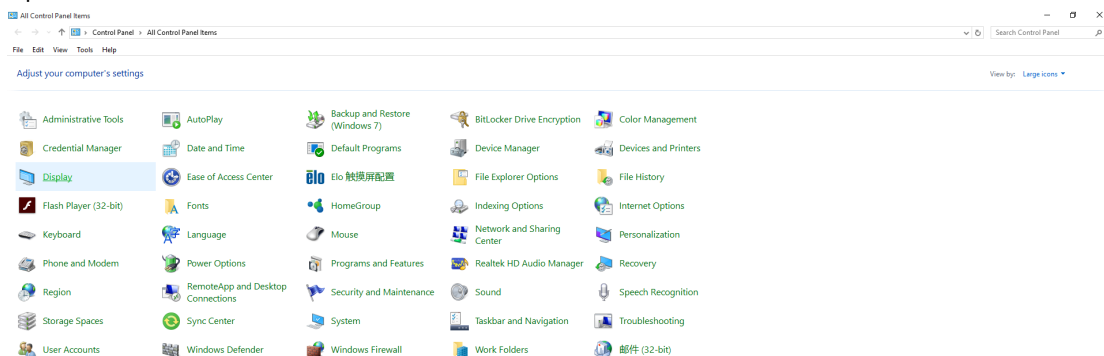 All Control Panel Items
Control Panel > All Control Panel Items
Search Control Panel
File Edit View Tools Help
Adjust your computer's settings
View by: Large icons
Administrative Tools
AutoPlay
Backup and Restore
(Windows 7)
BitLocker Drive Encryption
Color Management
Credential Manager
Date and Time
Default Programs
Device Manager
Devices and Printers
Display
Ease of Access Center
elo
Elo 触摸屏配置
File Explorer Options
File History
Flash Player (32-bit)
Fonts
HomeGroup
Indexing Options
Internet Options
Keyboard
Language
Mouse
Network and Sharing
Center
Personalization
Phone and Modem
Power Options
Programs and Features
Realtek HD Audio Manager
Recovery
Region
RemoteApp and Desktop
Connections
Security and Maintenance
Sound
Speech Recognition
Storage Spaces
Sync Center
System
Taskbar and Navigation
Troubleshooting
User Accounts
Windows Defender
Windows Firewall
Work Folders
邮件 (32-bit)